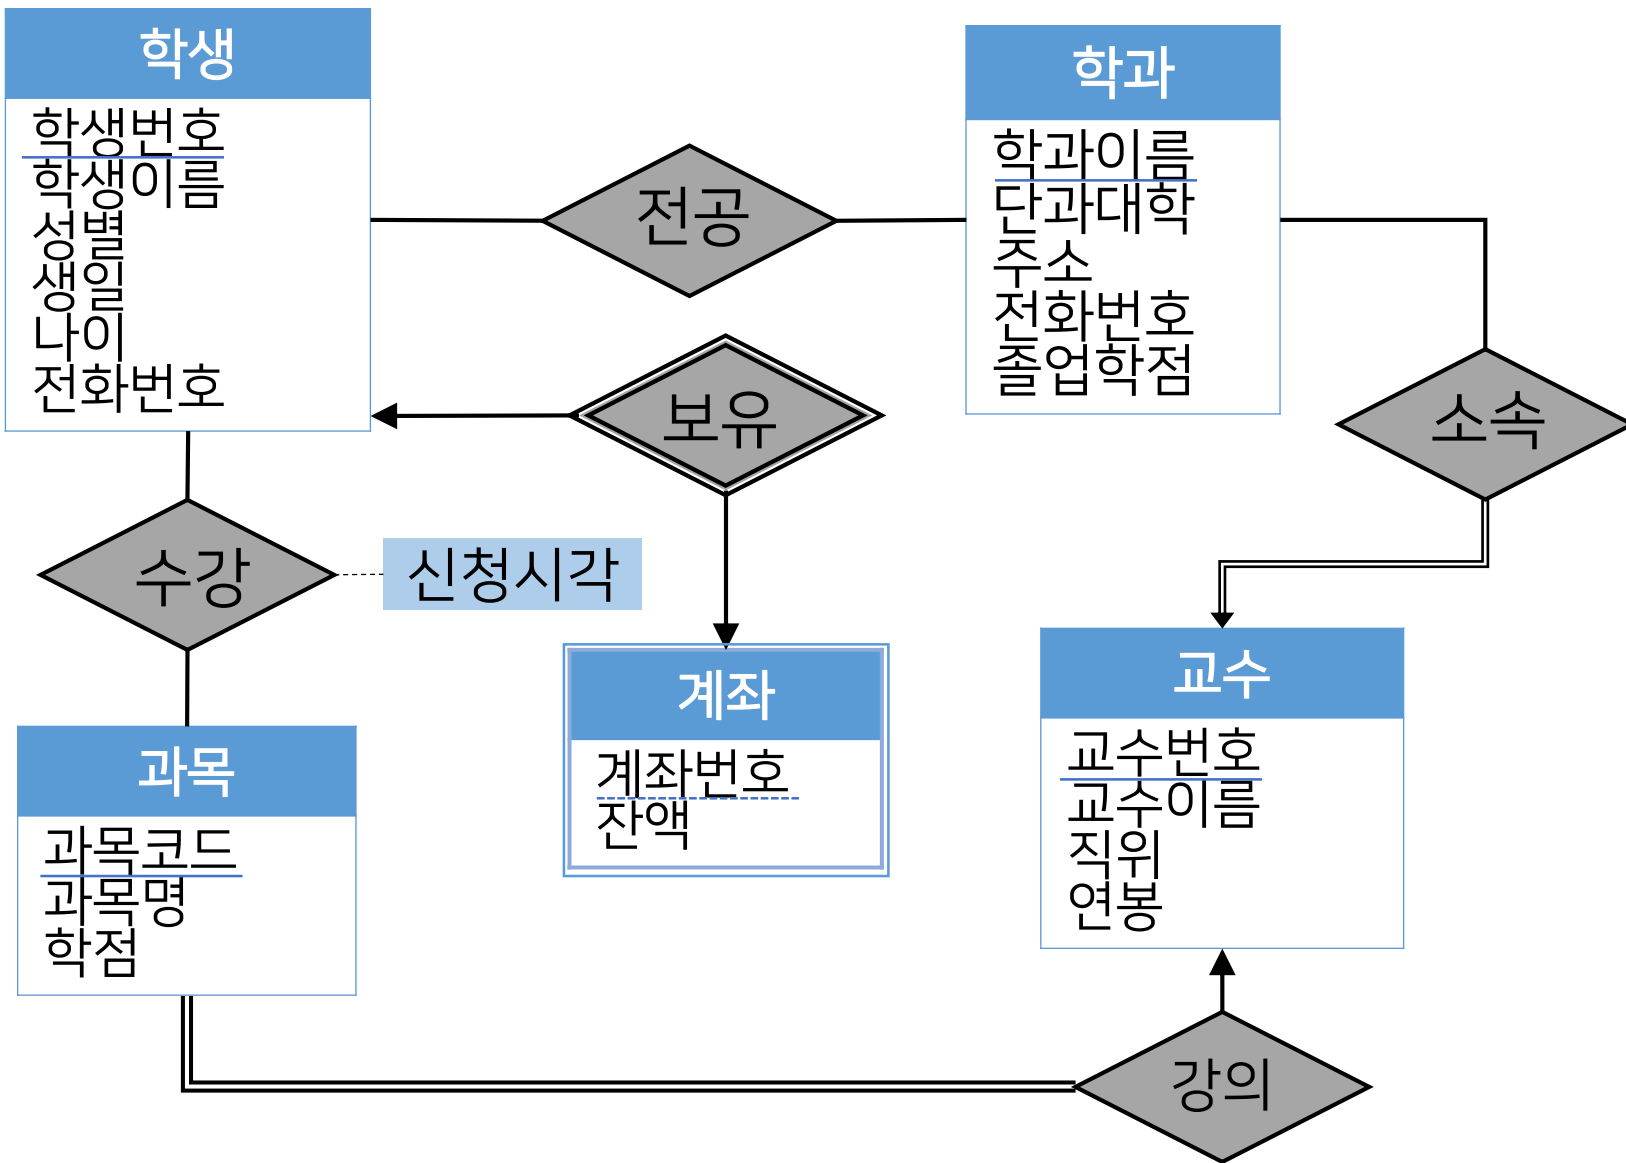 학생
학생번호
학생이름
성별
생일
나이
전화번호
전공
학과
학과이름
단과대학
주소
전화번호
졸업학점
보유
소속
수강
신청시각
계좌
계좌번호
잔액
교수
교수번호
교수이름
직위
연봉
과목
과목코드
과목명
학점
강의